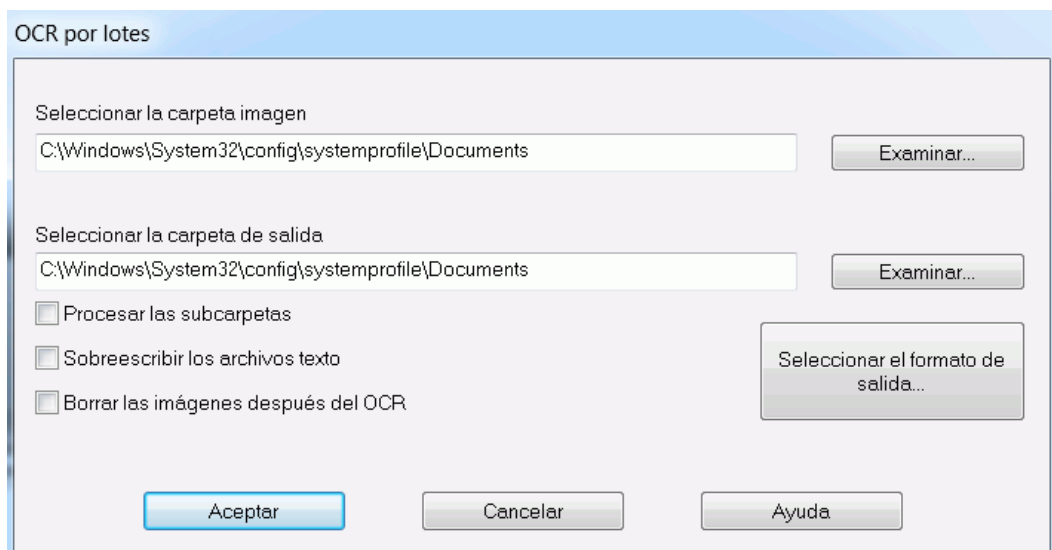 OCR por lotes
Seleccionar la carpeta imagen
C:\Windows\System32\config\systemprofile\Documents
Examinar...
Seleccionar la carpeta de salida
C:\Windows\System32\config\systemprofile\Documents
Examinar...
Procesar las subcarpetas
Sobreescribir los archivos texto
Borrar las imágenes después del OCR
Seleccionar el formato de
salida...
Aceptar
Cancelar
Ayuda